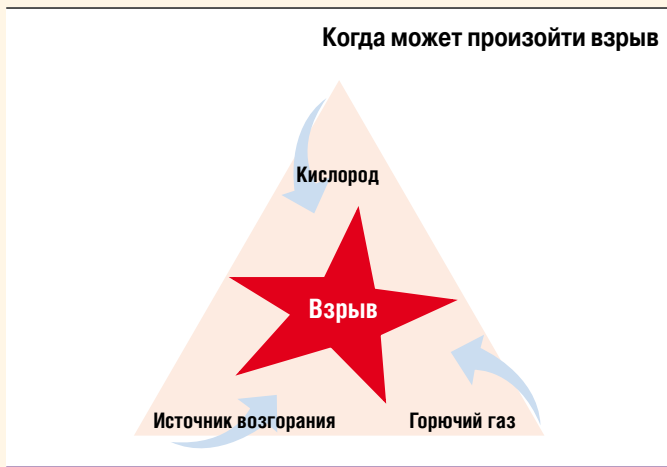 Когда может произойти взрыв
Кислород
Взрыв
Источник возгорания
Горючий газ